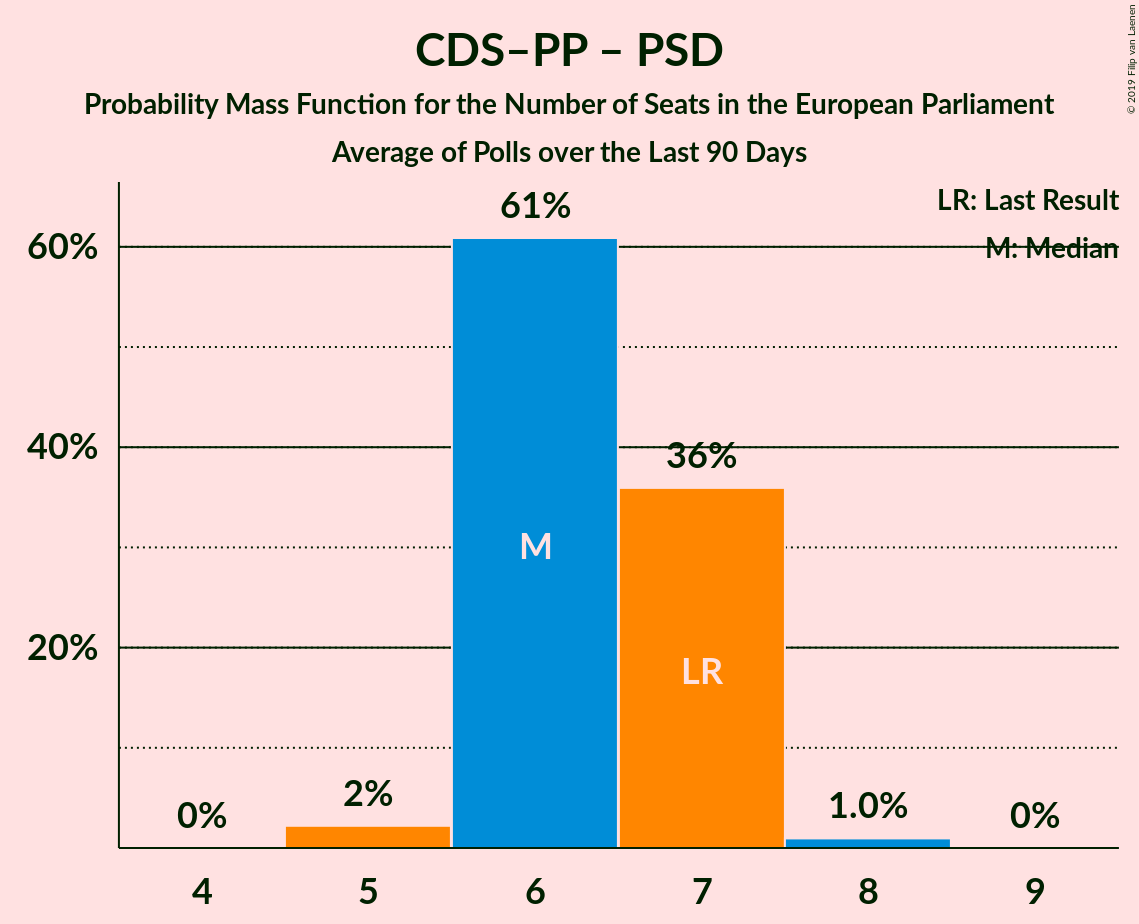 CDS–PP – PSD
Probability Mass Function for the Number of Seats in the European Parliament
Average of Polls over the Last 90 Days
© 2019 Filip van Laenen
LR: Last Result
M: Median
61%
60%
40%
36%
M
20%
LR
2%
1.0%
0%
0%
4 5 6 7 8 9